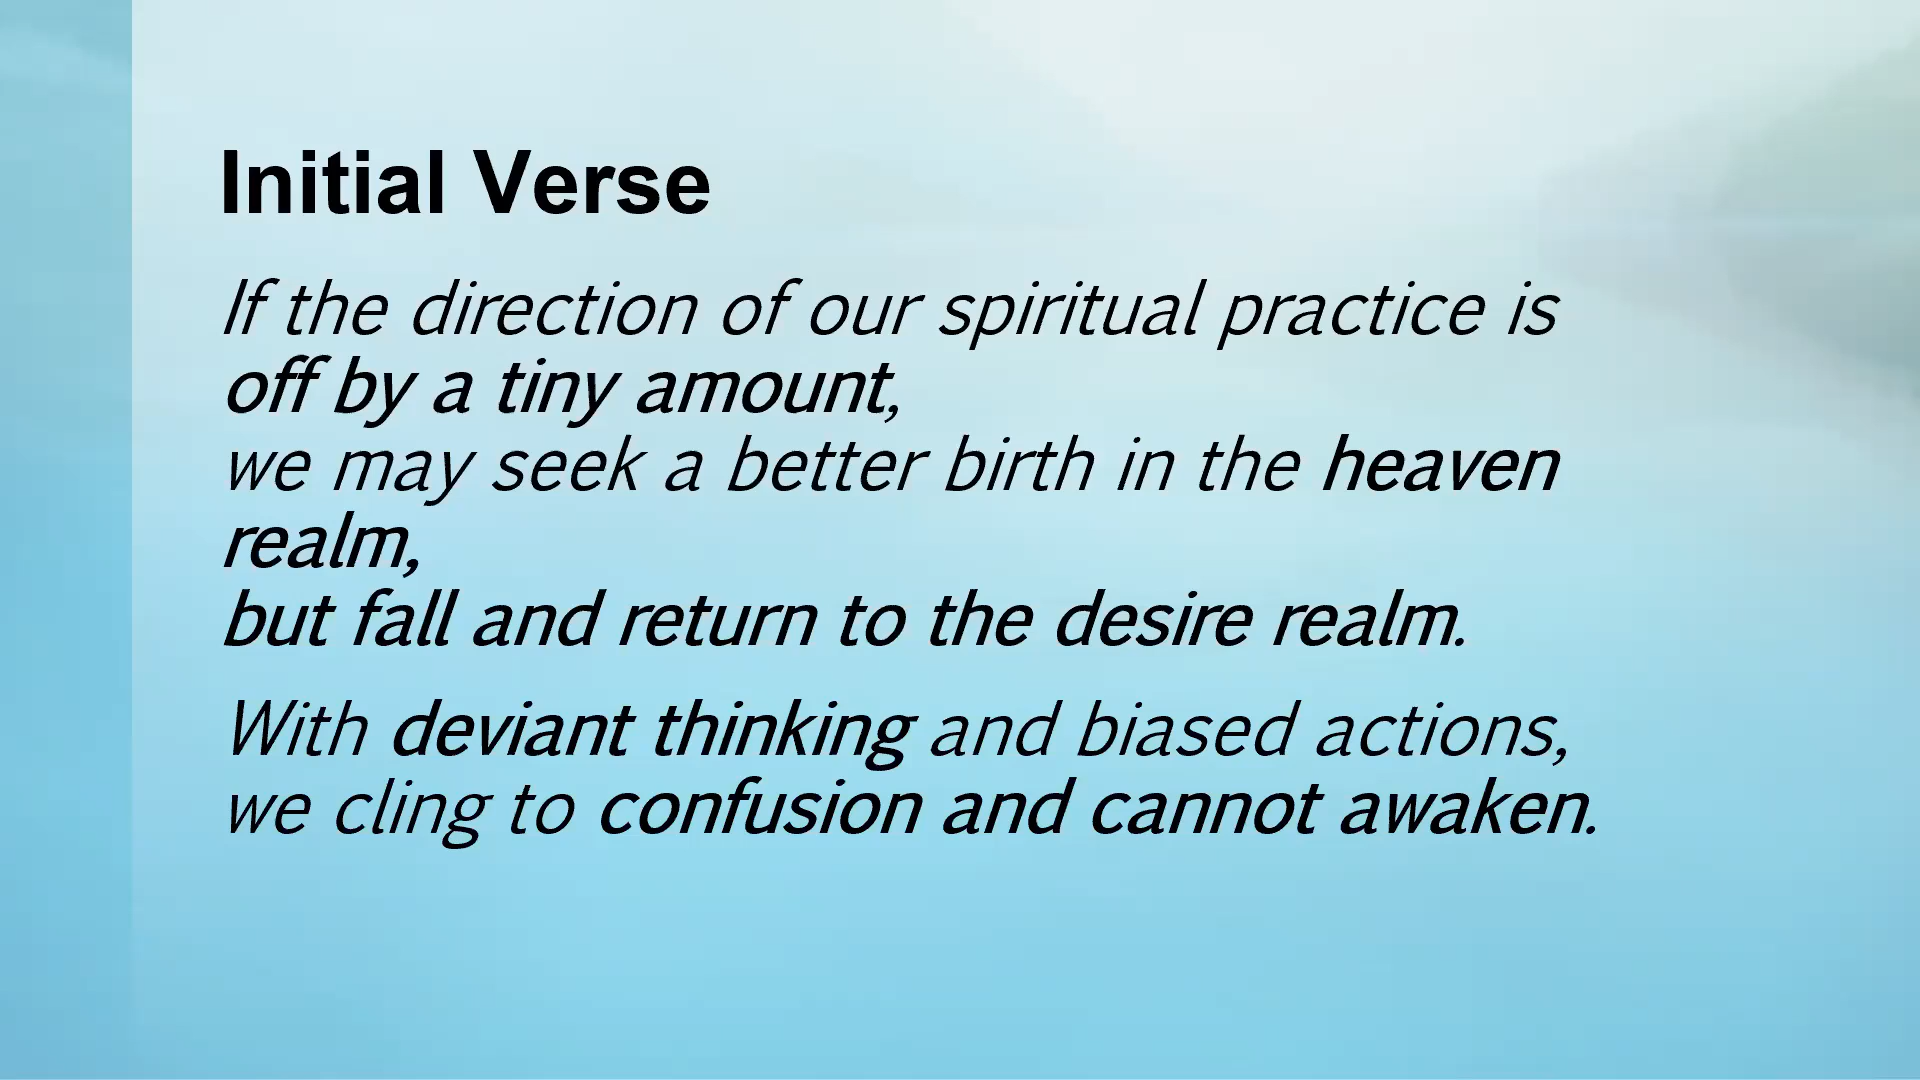 Initial Verse
If the direction of our spiritual practice is
off by a tiny amount,
we may seek a better birth in the heaven
realm,
but fall and return to the desire realm.
With deviant thinking and biased actions,
we cling to confusion and cannot awaken.